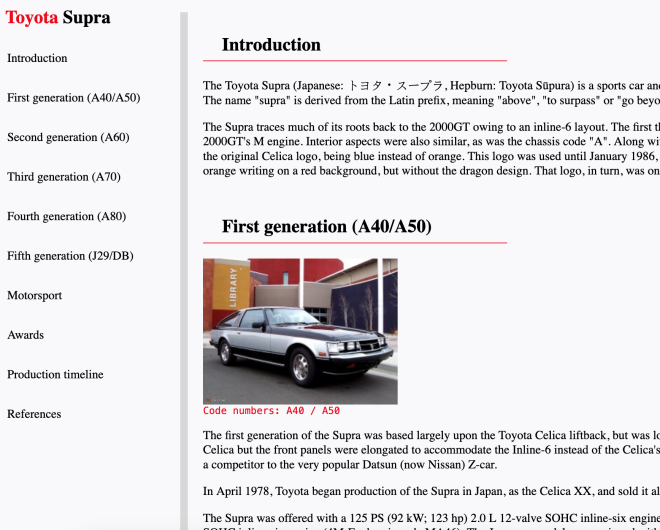 Toyota Supra
Introduction
First generation (A40/A50)
Second generation (A60)
Third generation (A70)
Fourth generation (A80)
Fifth generation (J29/DB)
Motorsport
Awards
Production timeline
References
Introduction
The Toyota Supra (Japanese: トヨタ・スープラ, Hepburn: Toyota Sūpura) is a sports car and
The name "supra" is derived from the Latin prefix, meaning "above", "to surpass" or "go beyo
The Supra traces much of its roots back to the 2000GT owing to an inline-6 layout. The first th
2000GT's M engine. Interior aspects were also similar, as was the chassis code "A". Along wi
the original Celica logo, being blue instead of orange. This logo was used until January 1986,
orange writing on a red background, but without the dragon design. That logo, in turn, was on
First generation (A40/A50)
LIBRARY
Code numbers: A40 / A50
The first generation of the Supra was based largely upon the Toyota Celica liftback, but was lo
Celica but the front panels were elongated to accommodate the Inline-6 instead of the Celica's
a competitor to the very popular Datsun (now Nissan) Z-car.
In April 1978, Toyota began production of the Supra in Japan, as the Celica XX, and sold it al
The Supra was offered with a 125 PS (92 kW; 123 hp) 2.0 L 12-valve SOHC inline-six engine